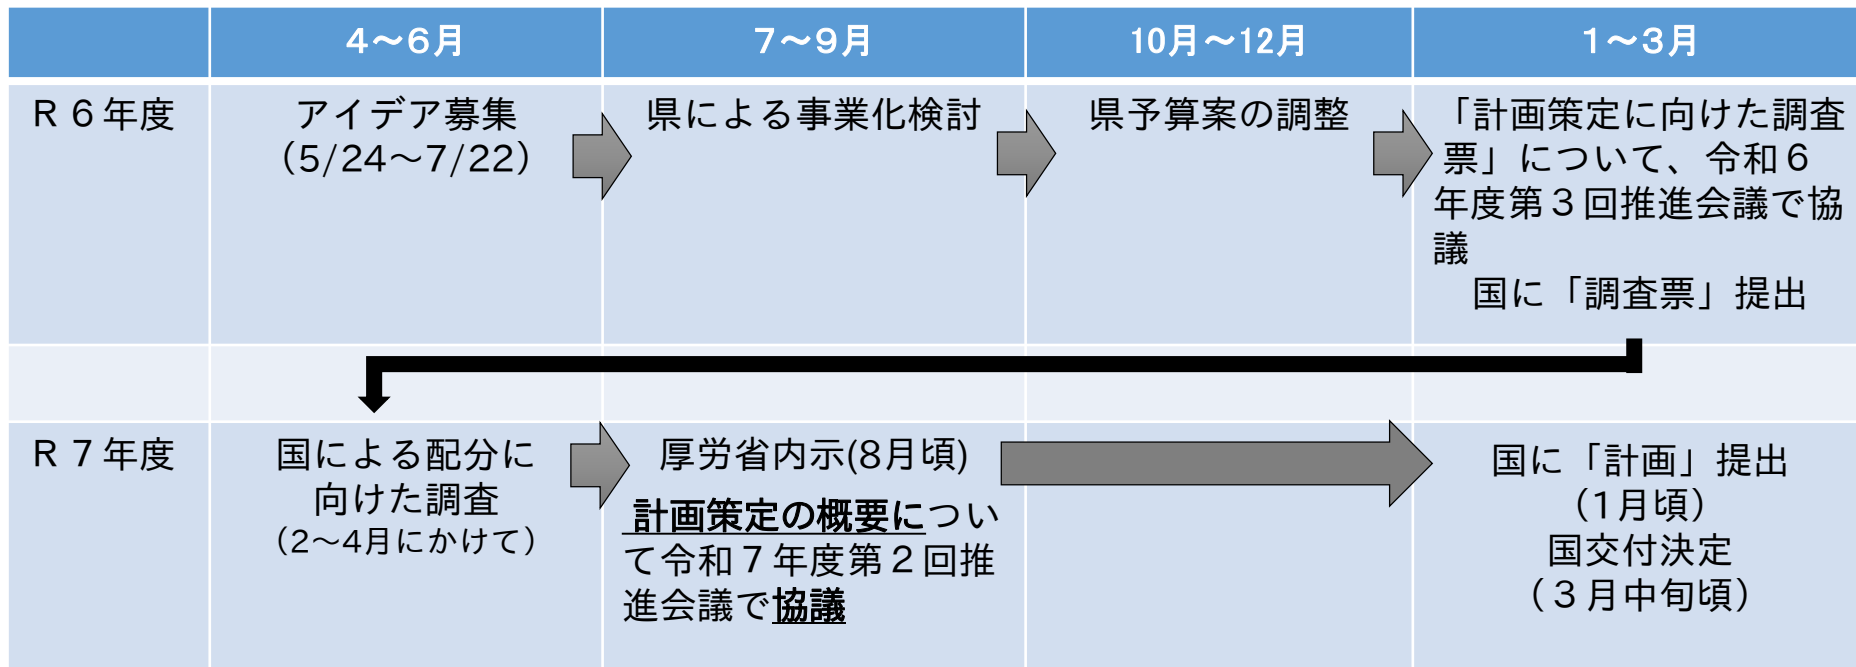 4～6月
7～9月
10月～12月
1～3月
R６年度
アイデア募集
（5/24～7/22）
県による事業化検討
県予算案の調整
「計画策定に向けた調査
票」について、令和６
年度第３回推進会議で協
議
国に「調査票」提出
R７年度
国による配分に
向けた調査
（2～4月にかけて）
厚労省内示(8月頃)
計画策定の概要につい
て令和７年度第２回推
進会議で協議
国に「計画」提出
（1月頃）
国交付決定
（３月中旬頃）